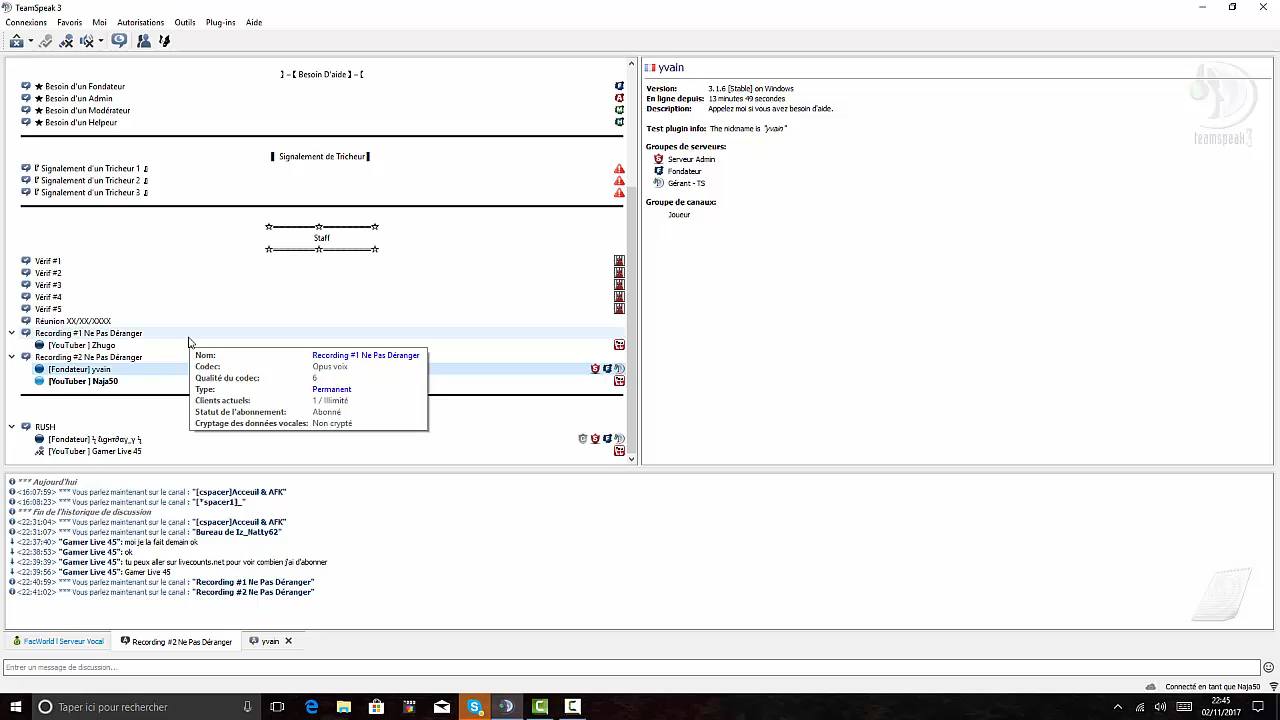 TeamSpeak 3
Connexions Favoris Moi Autorisations Outils Plug-ins Aide
】–【 Besoin D'aide 】–【
★ Besoin d'un Fondateur
★ Besoin d'un Admin
★ Besoin d'un Modérateur
★ Besoin d'un Helpeur
▌ Signalement de Tricheur▐
Signalement d'un Tricheur 1
Signalement d'un Tricheur 2
Signalement d'un Tricheur 3
Staff
Vérif #1
Vérif #2
Vérif #3
Vérif #4
Vérif #5
Réunion XX/XX/XXXX
Recording #1 Ne Pas Déranger
[YouTuber ] Zhugo
Recording #2 Ne Pas Déranger
[Fondateur] yvain
[YouTuber ] Naja50
Nom: Recording #1 Ne Pas Déranger
Codec: Opus voix
Qualité du codec: 6
Type: Permanent
Clients actuels: 1 / Illimité
Statut de l'abonnement: Abonné
Cryptage des données vocales: Non crypté
RUSH
[Fondateur]
[YouTuber ] Gamer Live 45
yvain
Version: 3.1.6 [Stable] on Windows
En ligne depuis: 13 minutes 49 secondes
Description: Appelez moi si vous avez besoin d'aide.
Test plugin info: The nickname is "yvain"
Groupes de serveurs:
Serveur Admin
Fondateur
Gérant - TS
Groupe de canaux:
Joueur
teamspeak3
*** Aujourd'hui
<16:07:59> *** Vous parlez maintenant sur le canal : "[cspacer]Acceuil & AFK"
<16:08:23> *** Vous parlez maintenant sur le canal : "[*spacer1]_"
*** Fin de l'historique de discussion
<22:31:04> *** Vous parlez maintenant sur le canal : "[cspacer]Acceuil & AFK"
<22:31:07> *** Vous parlez maintenant sur le canal : "Bureau de Iz_Natty62"
<22:37:40> "Gamer Live 45": moi je la fait demain ok
<22:38:53> "Gamer Live 45": ok
<22:39:39> "Gamer Live 45": tu peux aller sur livecounts.net pour voir combien j'ai d'abonner
<22:39:56> "Gamer Live 45": Gamer Live 45
<22:40:59> *** Vous parlez maintenant sur le canal : "Recording #1 Ne Pas Déranger"
<22:41:02> *** Vous parlez maintenant sur le canal : "Recording #2 Ne Pas Déranger"
FacWorld l Serveur Vocal
Recording #2 Ne Pas Déranger
yvain
Entrer un message de discussion...
Connecté en tant que Naja50
Taper ici pour rechercher
22:45
02/11/2017